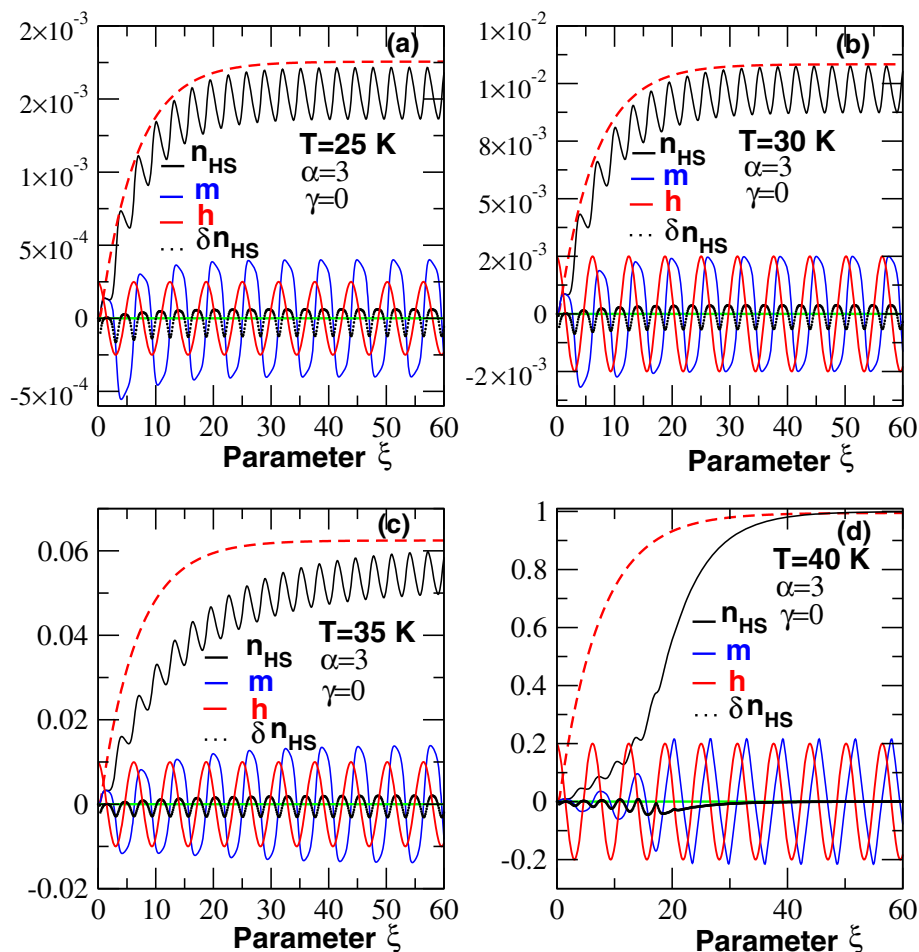 2×10⁻³
(a)
2×10⁻³
n_HS
T=25 K
1×10⁻³
m
α=3
h
γ=0
5×10⁻⁴
δn_HS
0
-5×10⁻⁴
0 10 20 30 40 50 60
Parameter ξ
1×10⁻²
(b)
1×10⁻²
8×10⁻³
n_HS
T=30 K
m
α=3
5×10⁻³
h
γ=0
δn_HS
2×10⁻³
0
-2×10⁻³
0 10 20 30 40 50 60
Parameter ξ
(c)
0.06
0.04
n_HS
T=35 K
m
α=3
0.02
h
γ=0
δn_HS
0
-0.02
0 10 20 30 40 50 60
Parameter ξ
1
(d)
T=40 K
0.8
α=3
n_HS
γ=0
0.6
m
h
0.4
δn_HS
0.2
0
-0.2
0 20 40 60
Parameter ξ